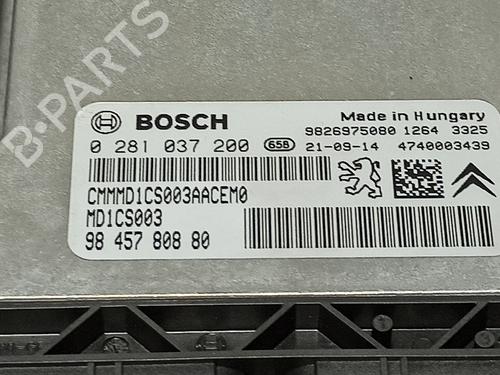 B-PARTS
BOSCH
Made in Hungary
0 281 037 200 658
9826975080 1264 3325
21-09-14 4740003439
CMMMD1CS003AACEM0
MD1CS003
98 457 808 80